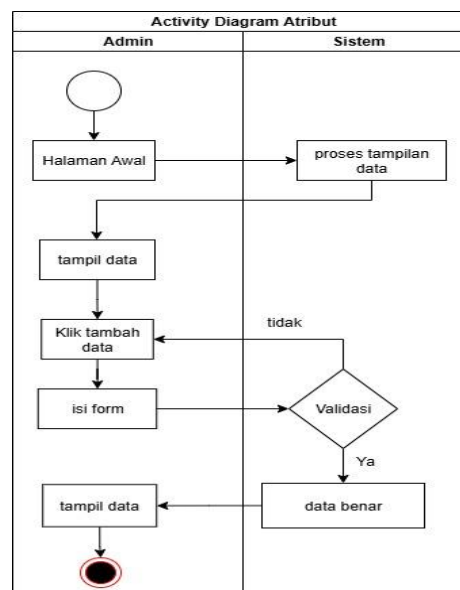 Activity Diagram Atribut
Admin
Sistem
Halaman Awal
proses tampilan
data
tampil data
Klik tambah
data
tidak
isi form
Validasi
Ya
tampil data
data benar